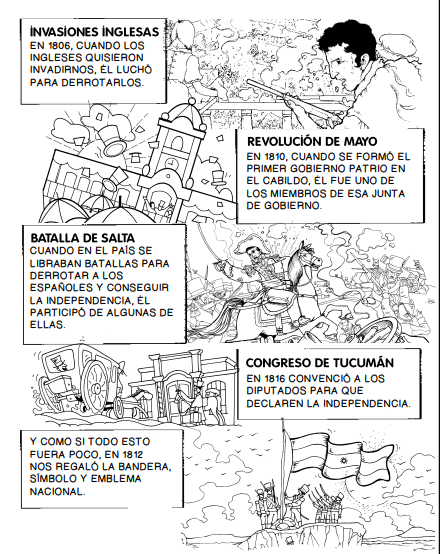 INVASIONES INGLESAS
EN 1806, CUANDO LOS
INGLESES QUISIERON
INVADIRNOS, ÉL LUCHÓ
PARA DERROTARLOS.
REVOLUCIÓN DE MAYO
EN 1810, CUANDO SE FORMÓ EL
PRIMER GOBIERNO PATRIO EN
EL CABILDO, ÉL FUE UNO DE
LOS MIEMBROS DE ESA JUNTA
DE GOBIERNO.
BATALLA DE SALTA
CUANDO EN EL PAÍS SE
LIBRABAN BATALLAS PARA
DERROTAR A LOS
ESPAÑOLES Y CONSEGUIR
LA INDEPENDENCIA, ÉL
PARTICIPÓ DE ALGUNAS DE
ELLAS.
CONGRESO DE TUCUMÁN
EN 1816 CONVENCIÓ A LOS
DIPUTADOS PARA QUE
DECLAREN LA INDEPENDENCIA.
Y COMO SI TODO ESTO
FUERA POCO, EN 1812
NOS REGALÓ LA BANDERA,
SÍMBOLO Y EMBLEMA
NACIONAL.